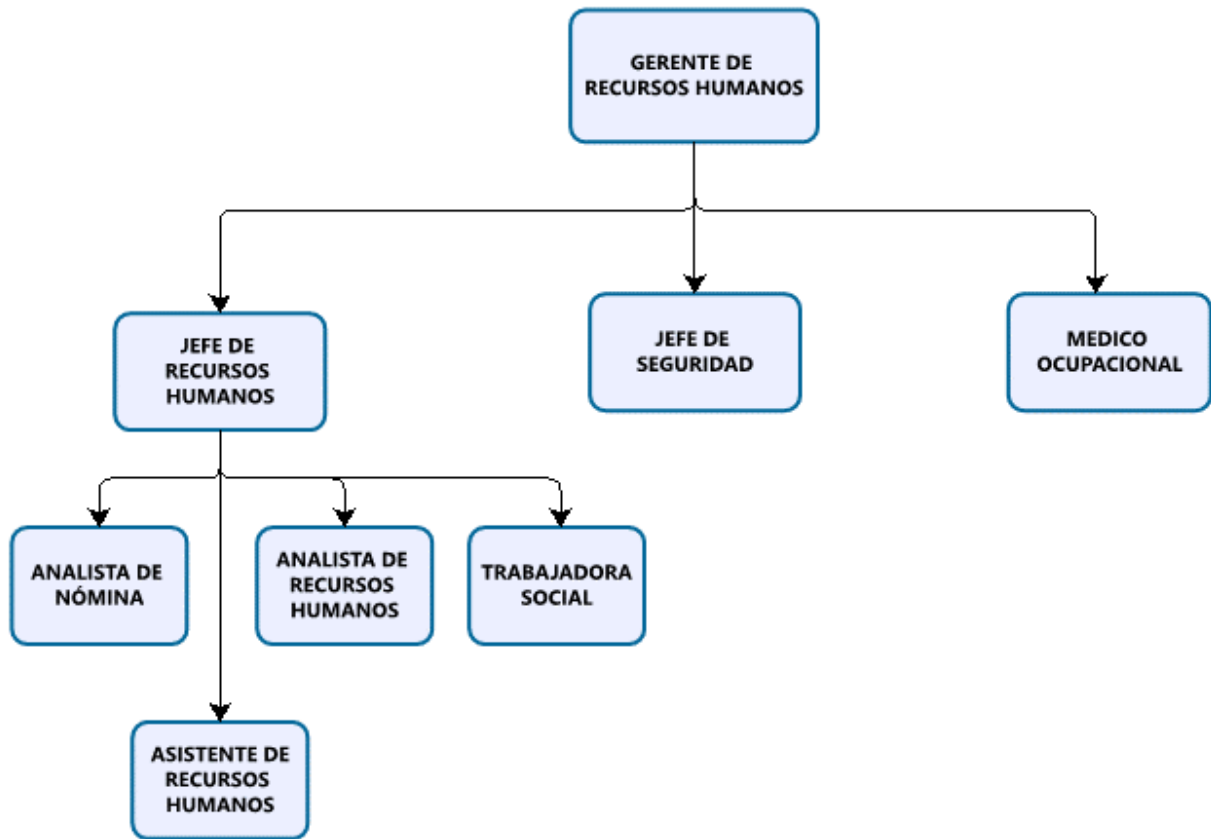 GERENTE DE
RECURSOS HUMANOS
JEFE DE
RECURSOS
HUMANOS
JEFE DE
SEGURIDAD
MEDICO
OCUPACIONAL
ANALISTA DE
NÓMINA
ANALISTA DE
RECURSOS
HUMANOS
TRABAJADORA
SOCIAL
ASISTENTE DE
RECURSOS
HUMANOS